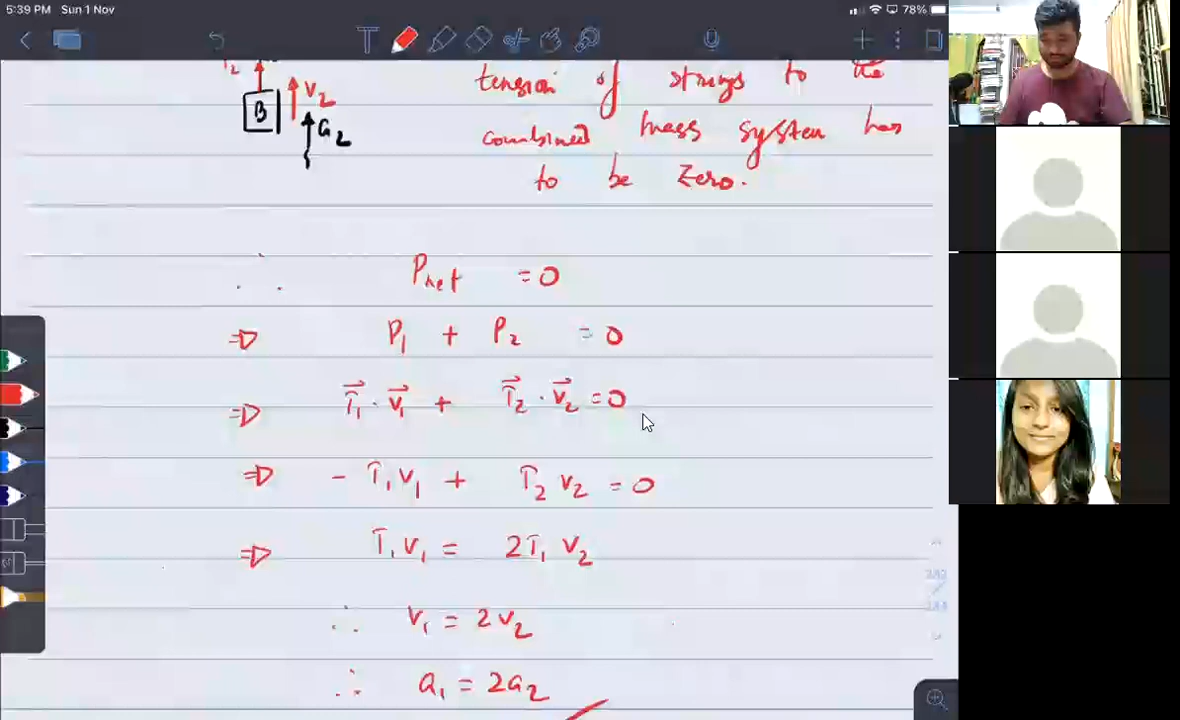 5:39 PM Sun 1 Nov
78%
T
B
V2
a2
tension of strings to the
combined mass system has
to be zero.
∴ Pnet = 0
⇒ P1 + P2 = 0
⇒ T⃗1 · v⃗1 + T⃗2 · v⃗2 = 0
⇒ - T1 v1 + T2 v2 = 0
⇒ T1 v1 = 2T1 v2
∴ v1 = 2v2
∴ a1 = 2a2